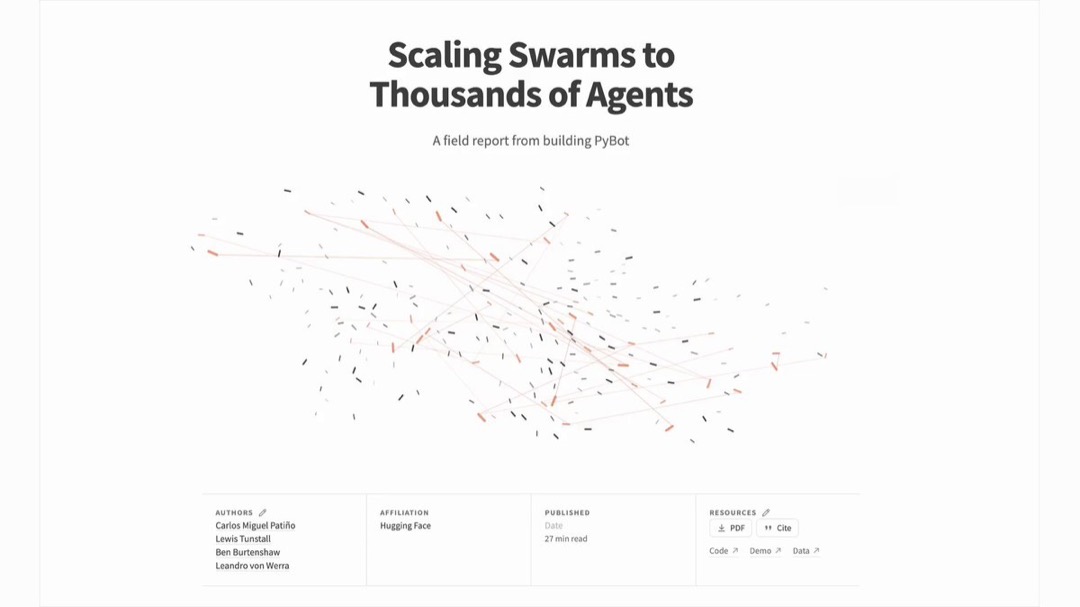 Scaling Swarms to
Thousands of Agents
A field report from building PyBot
AUTHORS
Carlos Miguel Patiño
Lewis Tunstall
Ben Burtenshaw
Leandro von Werra
AFFILIATION
Hugging Face
PUBLISHED
Date
27 min read
RESOURCES
PDF
Cite
Code ↗ Demo ↗ Data ↗